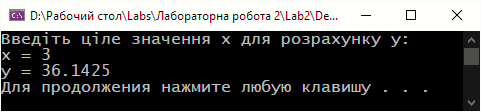 D:\Рабочий стол\Labs\Лабораторна робота 2\Lab2\De...
Введіть ціле значення x для розрахунку y:
x = 3
y = 36.1425
Для продолжения нажмите любую клавишу . . .